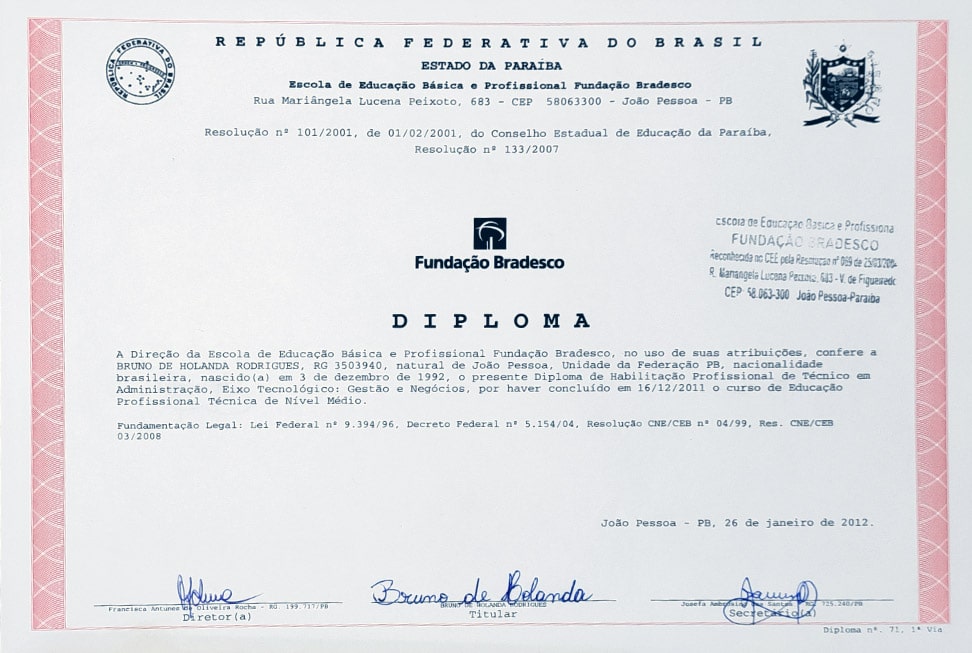 REPÚBLICA FEDERATIVA DO BRASIL
REPÚBLICA FEDERATIVA DO BRASIL
ESTADO DA PARAÍBA
Escola de Educação Básica e Profissional Fundação Bradesco
Rua Mariângela Lucena Peixoto, 683 - CEP 58063300 - João Pessoa - PB
Resolução nº 101/2001, de 01/02/2001, do Conselho Estadual de Educação da Paraíba,
Resolução nº 133/2007
Escola de Educação Básica e Profissiona
FUNDAÇÃO BRADESCO
Reconhecida no CEE pela Resolução nº 069 de
R. Mariangela Lucena Peixoto, 683 - V. de Figueiredo
CEP 58.063-300 João Pessoa-Paraiba
Fundação Bradesco
DIPLOMA
A Direção da Escola de Educação Básica e Profissional Fundação Bradesco, no uso de suas atribuições, confere a
BRUNO DE HOLANDA RODRIGUES, RG 3503940, natural de João Pessoa, Unidade da Federação PB, nacionalidade
brasileira, nascido(a) em 3 de dezembro de 1992, o presente Diploma de Habilitação Profissional de Técnico em
Administração, Eixo Tecnológico: Gestão e Negócios, por haver concluído em 16/12/2011 o curso de Educação
Profissional Técnica de Nível Médio.
Fundamentação Legal: Lei Federal nº 9.394/96, Decreto Federal nº 5.154/04, Resolução CNE/CEB nº 04/99, Res. CNE/CEB
03/2008
João Pessoa - PB, 26 de janeiro de 2012.
Bruno de Holanda
Francisca Antunes de Oliveira Rocha - RG 199.717/PB
BRUNO DE HOLANDA RODRIGUES
Josefa dos Santos RG 725.240/PB
Diretor(a)
Titular
Secretário(a)
Diploma nº. 71, 1ª Via